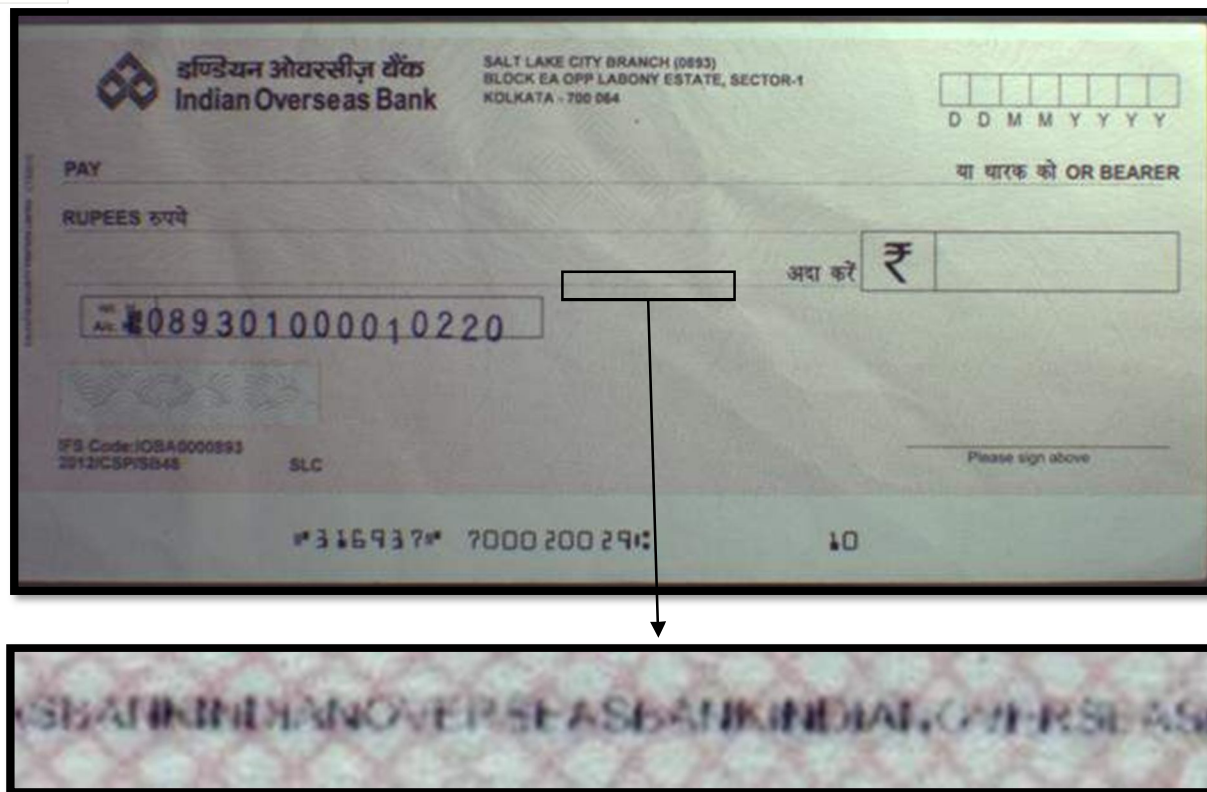 इण्डियन ओवरसीज़ बैंक
Indian Overseas Bank
SALT LAKE CITY BRANCH (0893)
BLOCK EA OPP LABONY ESTATE, SECTOR-1
KOLKATA - 700 064
D D M M Y Y Y Y
PAY
या धारक को OR BEARER
RUPEES रुपये
अदा करें ₹
A/c. 089301000010220
IFS Code:IOBA0000893
2012/CSP/SB48 SLC
Please sign above
⑈316937⑈ 700020029⑆ 10
SBANKINDIANOVERSEASBANKINDIANOVERSEAS